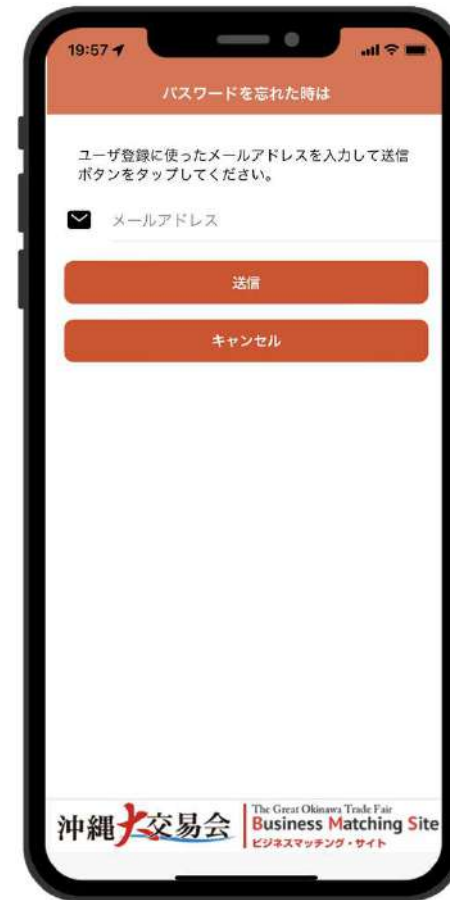 19:57
パスワードを忘れた時は
ユーザ登録に使ったメールアドレスを入力して送信
ボタンをタップしてください。
メールアドレス
送信
キャンセル
沖縄大交易会
The Great Okinawa Trade Fair
Business Matching Site
ビジネスマッチング・サイト